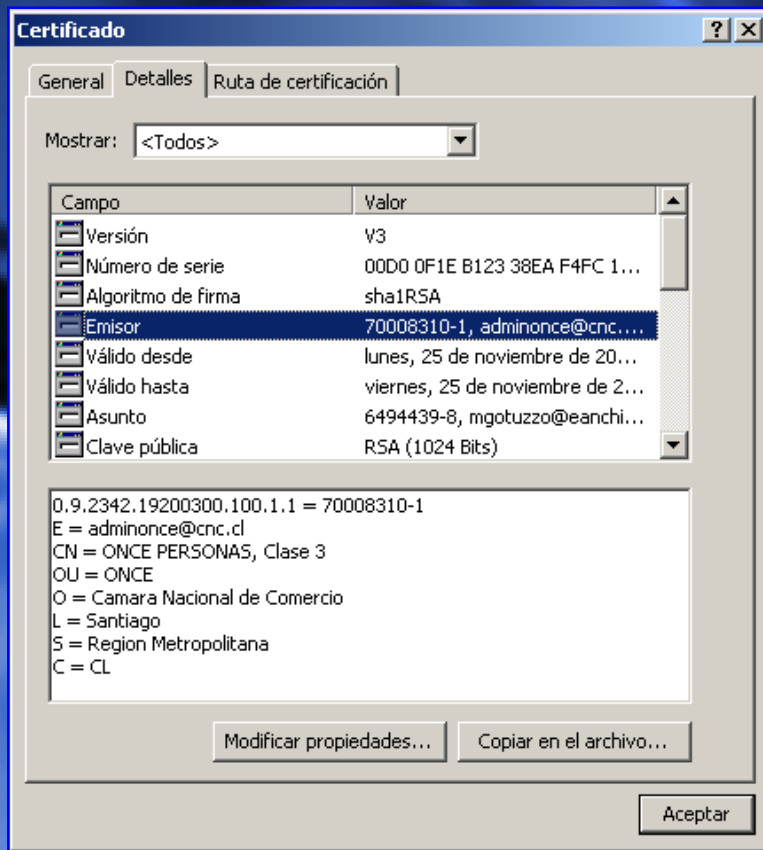 Certificado
General Detalles Ruta de certificación
Mostrar: <Todos>
Campo Valor
Versión V3
Número de serie 00D0 0F1E B123 38EA F4FC 1...
Algoritmo de firma sha1RSA
Emisor 70008310-1, adminonce@cnc....
Válido desde lunes, 25 de noviembre de 20...
Válido hasta viernes, 25 de noviembre de 2...
Asunto 6494439-8, mgotuzzo@eanchi...
Clave pública RSA (1024 Bits)
0.9.2342.19200300.100.1.1 = 70008310-1
E = adminonce@cnc.cl
CN = ONCE PERSONAS, Clase 3
OU = ONCE
O = Camara Nacional de Comercio
L = Santiago
S = Region Metropolitana
C = CL
Modificar propiedades... Copiar en el archivo...
Aceptar